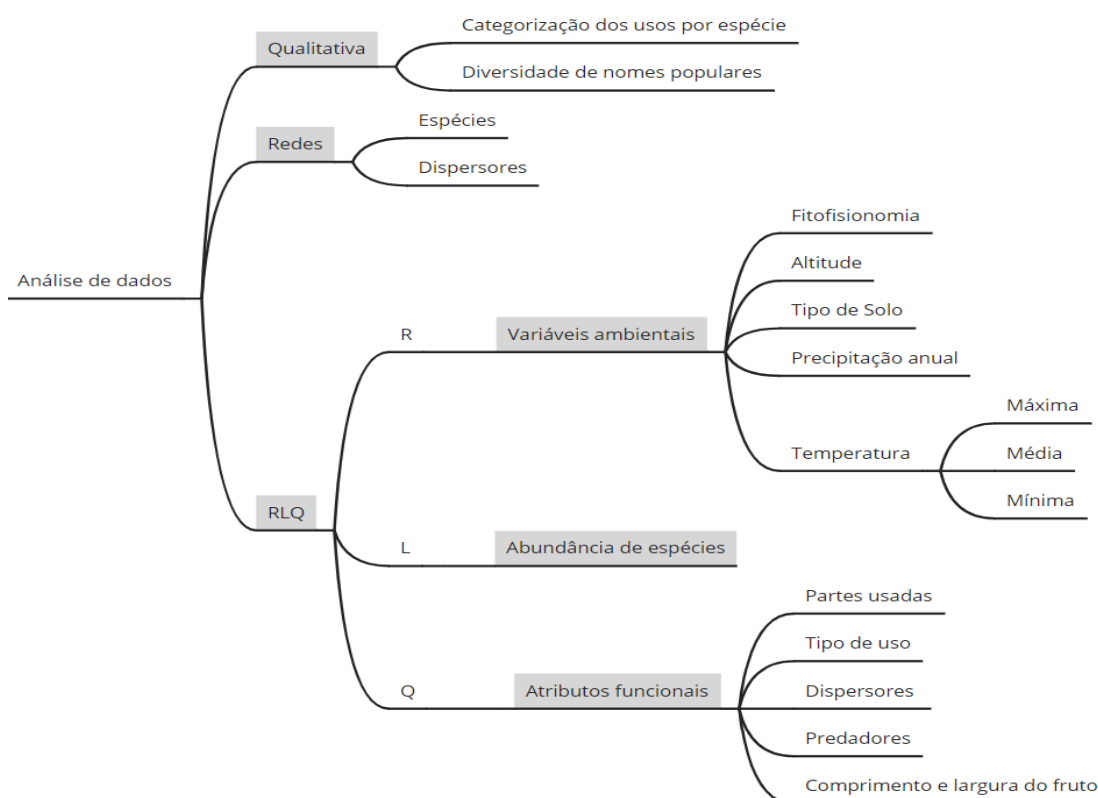 Análise de dados
Qualitativa
Categorização dos usos por espécie
Diversidade de nomes populares
Redes
Espécies
Dispersores
RLQ
R
Variáveis ambientais
Fitofisionomia
Altitude
Tipo de Solo
Precipitação anual
Temperatura
Máxima
Média
Mínima
L
Abundância de espécies
Q
Atributos funcionais
Partes usadas
Tipo de uso
Dispersores
Predadores
Comprimento e largura do fruto